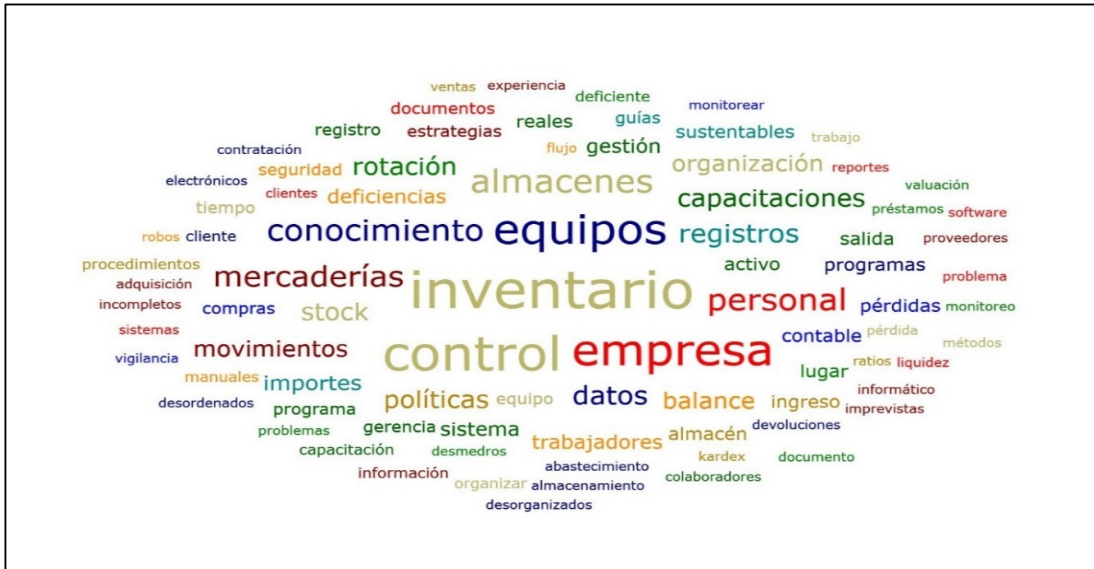 ventas experiencia
deficiente
documentos monitorear
registro estrategias reales guías sustentables trabajo
contratación flujo gestión
seguridad rotación almacenes organización reportes
electrónicos clientes deficiencias capacitaciones valuación
tiempo préstamos software
robos cliente conocimiento equipos registros salida proveedores
procedimientos activo programas
adquisición mercaderías inventario personal problema
incompletos compras stock pérdidas monitoreo
sistemas contable pérdida
vigilancia movimientos control empresa métodos
manuales importes lugar ratios liquidez
desordenados políticas equipo datos balance ingreso informático
programa imprevistas
problemas gerencia sistema trabajadores almacén devoluciones
capacitación desmedros kardex documento
información abastecimiento colaboradores
organizar almacenamiento
desorganizados